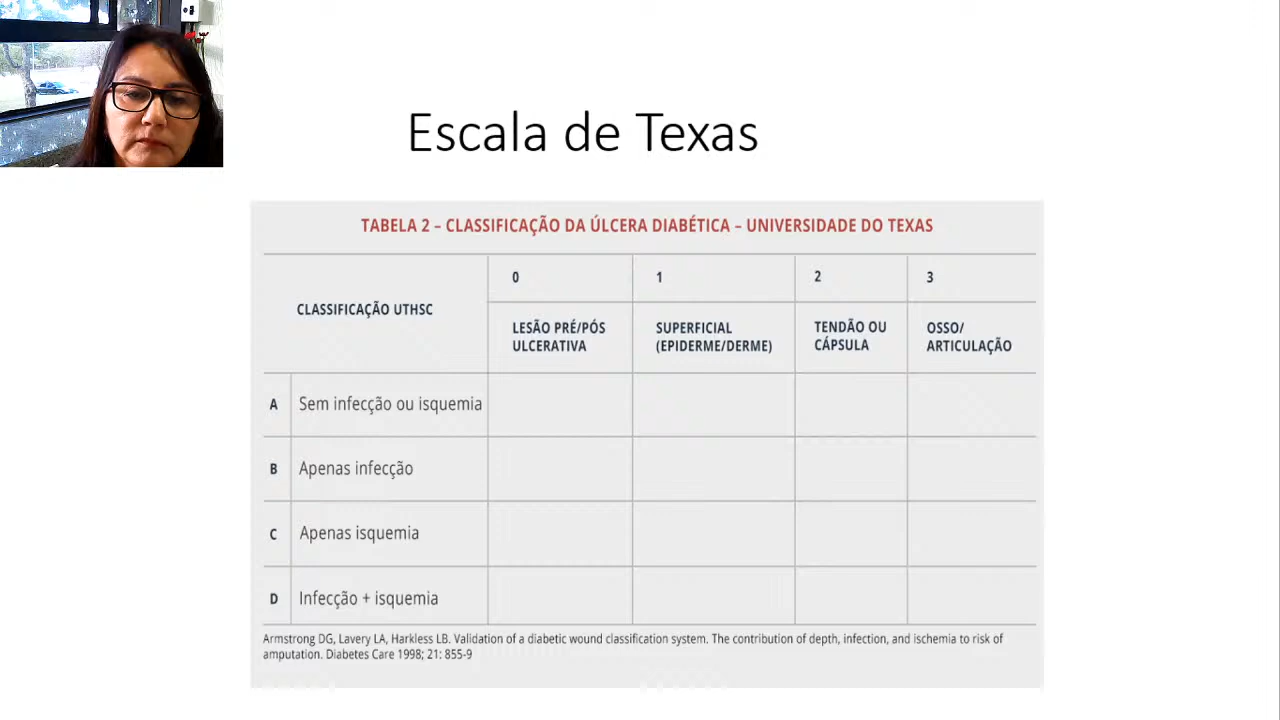 Escala de Texas
TABELA 2 – CLASSIFICAÇÃO DA ÚLCERA DIABÉTICA – UNIVERSIDADE DO TEXAS
CLASSIFICAÇÃO UTHSC
0
1
2
3
LESÃO PRÉ/PÓS
ULCERATIVA
SUPERFICIAL
(EPIDERME/DERME)
TENDÃO OU
CÁPSULA
OSSO/
ARTICULAÇÃO
A Sem infecção ou isquemia
B Apenas infecção
C Apenas isquemia
D Infecção + isquemia
Armstrong DG, Lavery LA, Harkless LB. Validation of a diabetic wound classification system. The contribution of depth, infection, and ischemia to risk of
amputation. Diabetes Care 1998; 21: 855-9